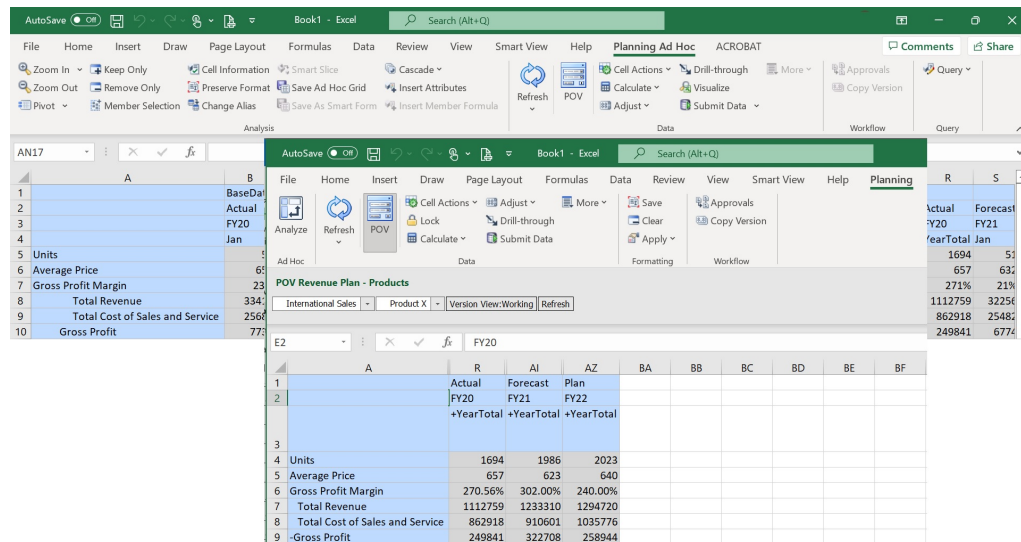 AutoSave Off Book1 - Excel Search (Alt+Q)
File Home Insert Draw Page Layout Formulas Data Review View Smart View Help Planning Ad Hoc ACROBAT Comments Share
Zoom In Keep Only Cell Information Smart Slice Cascade Cell Actions Drill-through More Approvals Query
Zoom Out Remove Only Preserve Format Save Ad Hoc Grid Insert Attributes Refresh POV Calculate Visualize Copy Version
Pivot Member Selection Change Alias Save As Smart Form Insert Member Formula Adjust Submit Data
Analysis Data Workflow Query
AN17 fx
A B R S
1
2 Actual Actual Forecast
3 FY20 FY20 FY21
4 Jan YearTotal Jan
5 Units 1694 51
6 Average Price 65 657 632
7 Gross Profit Margin 23 271% 21%
8 Total Revenue 3341 1112759 32256
9 Total Cost of Sales and Service 2568 862918 25482
10 Gross Profit 773 249841 6774
AutoSave Off Book1 - Excel Search (Alt+Q)
File Home Insert Draw Page Layout Formulas Data Review View Smart View Help Planning
Analyze Refresh POV Cell Actions Adjust More Save Approvals
Lock Drill-through Clear Copy Version
Calculate Submit Data Apply
Ad Hoc Data Formatting Workflow
POV Revenue Plan - Products
International Sales Product X Version View:Working Refresh
E2 fx FY20
A R AI AZ BA BB BC BD BE BF
1 Actual Forecast Plan
2 FY20 FY21 FY22
3 +YearTotal +YearTotal +YearTotal
4 Units 1694 1986 2023
5 Average Price 657 623 640
6 Gross Profit Margin 270.56% 302.00% 240.00%
7 Total Revenue 1112759 1233310 1294720
8 Total Cost of Sales and Service 862918 910601 1035776
9 -Gross Profit 249841 322708 258944